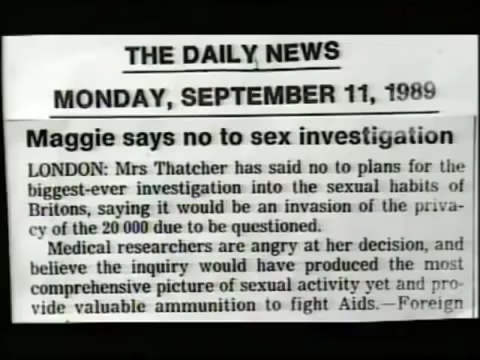 THE DAILY NEWS
MONDAY, SEPTEMBER 11, 1989
Maggie says no to sex investigation
LONDON: Mrs Thatcher has said no to plans for the
biggest-ever investigation into the sexual habits of
Britons, saying it would be an invasion of the priva-
cy of the 20 000 due to be questioned.
Medical researchers are angry at her decision, and
believe the inquiry would have produced the most
comprehensive picture of sexual activity yet and pro-
vide valuable ammunition to fight Aids.—Foreign